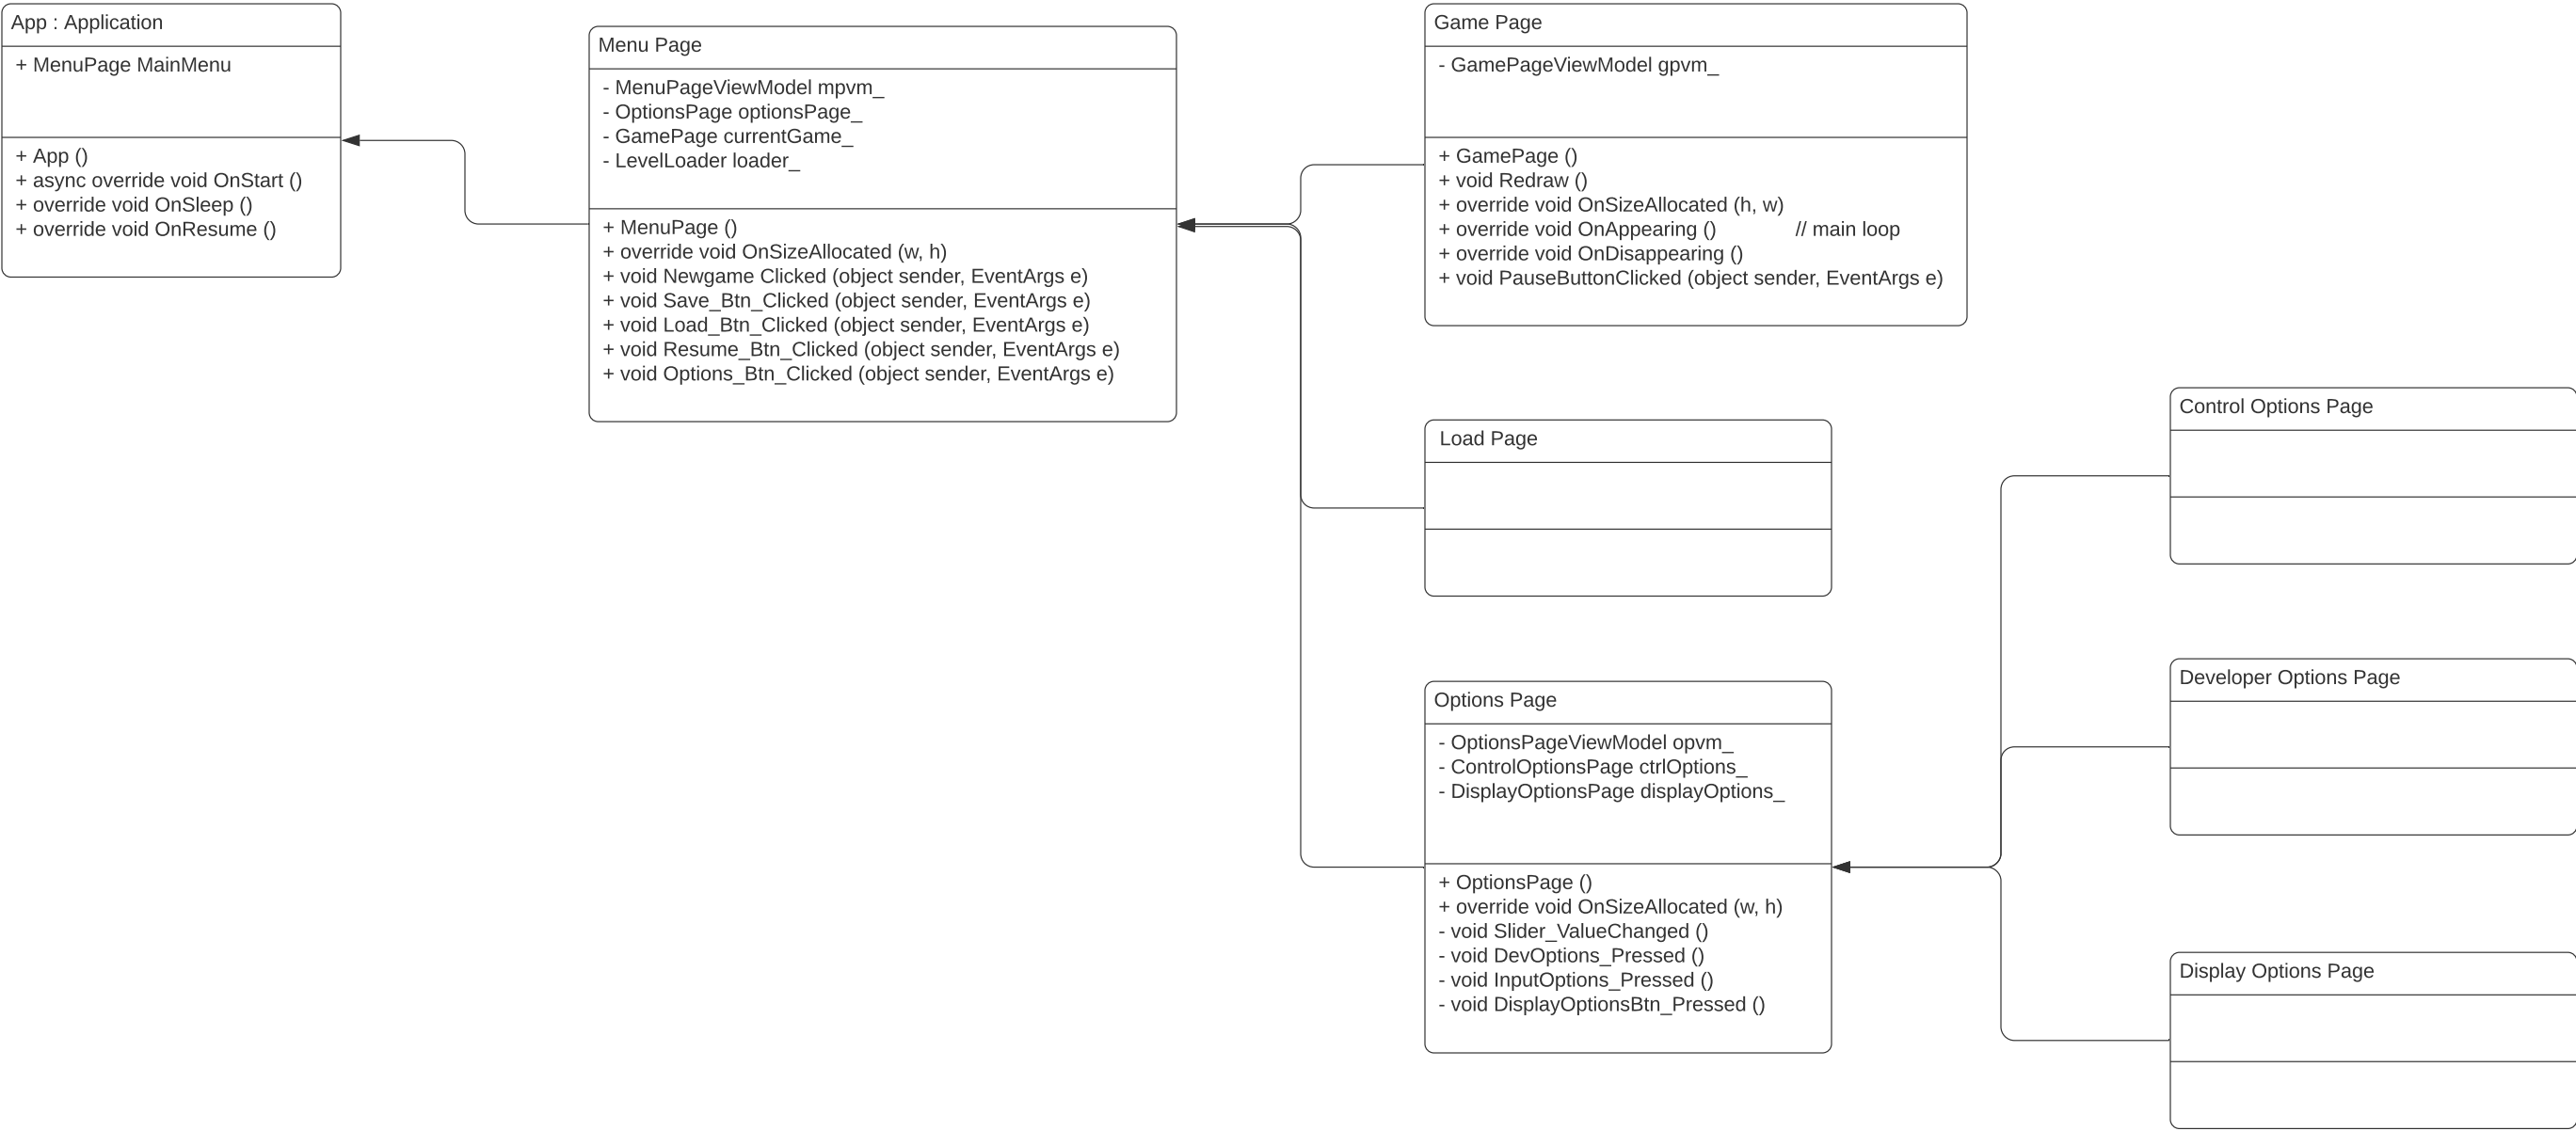 App : Application
+ MenuPage MainMenu
+ App ()
+ async override void OnStart ()
+ override void OnSleep ()
+ override void OnResume ()
Menu Page
- MenuPageViewModel mpvm_
- OptionsPage optionsPage_
- GamePage currentGame_
- LevelLoader loader_
+ MenuPage ()
+ override void OnSizeAllocated (w, h)
+ void Newgame Clicked (object sender, EventArgs e)
+ void Save_Btn_Clicked (object sender, EventArgs e)
+ void Load_Btn_Clicked (object sender, EventArgs e)
+ void Resume_Btn_Clicked (object sender, EventArgs e)
+ void Options_Btn_Clicked (object sender, EventArgs e)
Game Page
- GamePageViewModel gpvm_
+ GamePage ()
+ void Redraw ()
+ override void OnSizeAllocated (h, w)
+ override void OnAppearing () // main loop
+ override void OnDisappearing ()
+ void PauseButtonClicked (object sender, EventArgs e)
Load Page
Options Page
- OptionsPageViewModel opvm_
- ControlOptionsPage ctrlOptions_
- DisplayOptionsPage displayOptions_
+ OptionsPage ()
+ override void OnSizeAllocated (w, h)
- void Slider_ValueChanged ()
- void DevOptions_Pressed ()
- void InputOptions_Pressed ()
- void DisplayOptionsBtn_Pressed ()
Control Options Page
Developer Options Page
Display Options Page